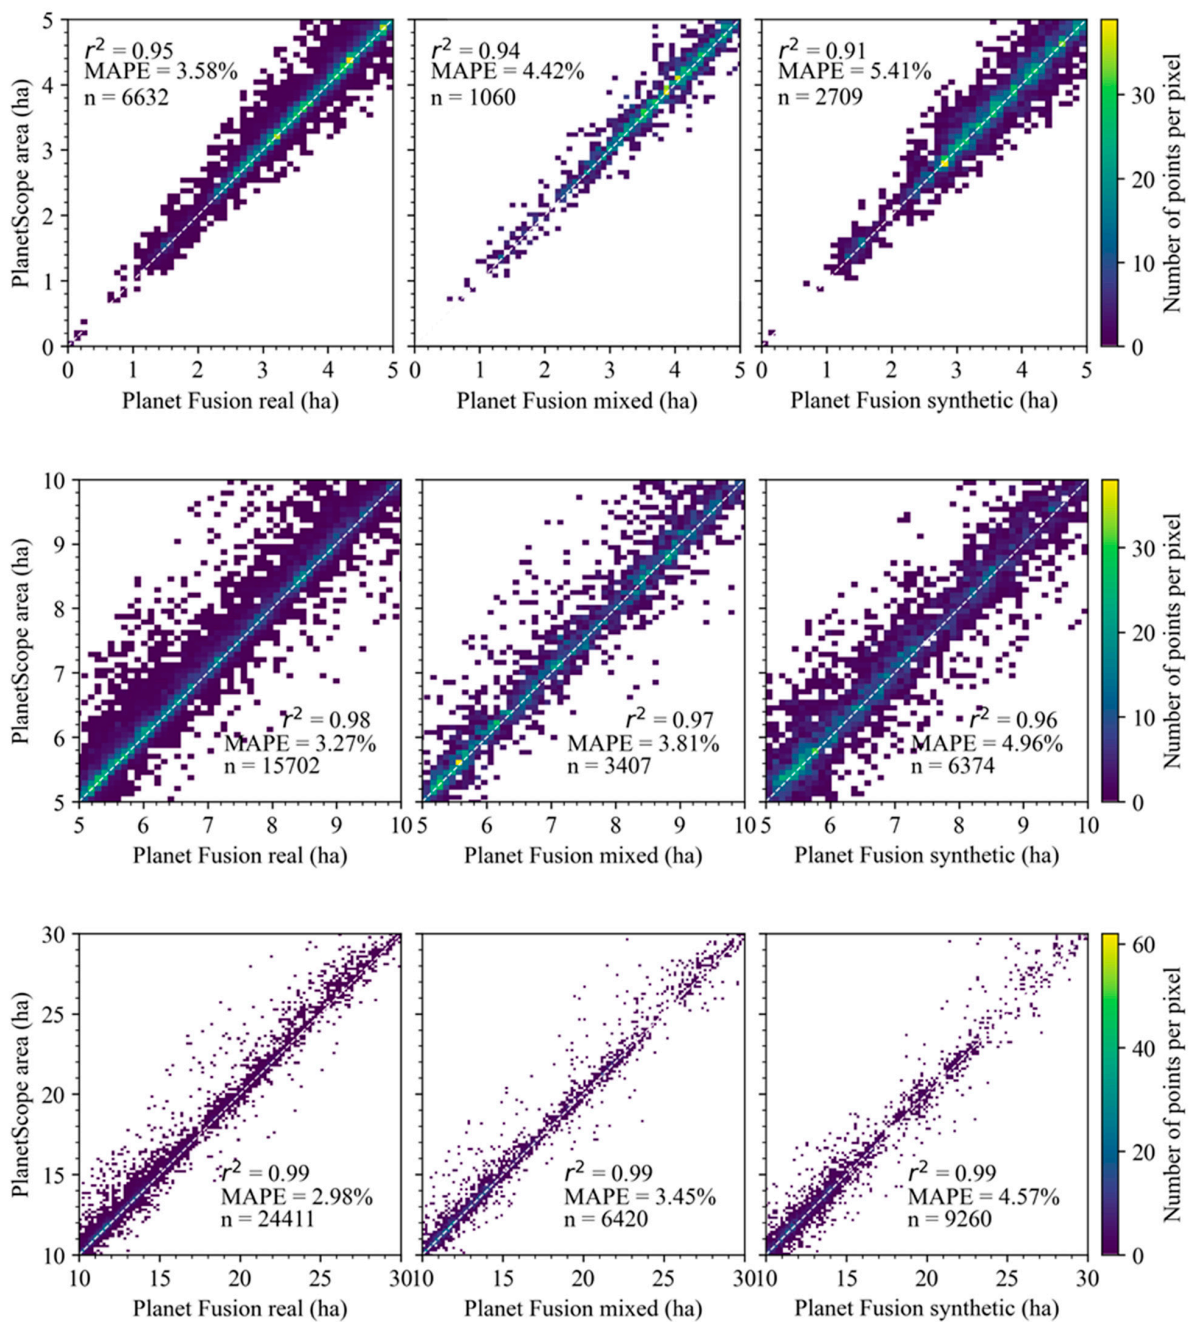 r² = 0.95
MAPE = 3.58%
n = 6632
r² = 0.94
MAPE = 4.42%
n = 1060
r² = 0.91
MAPE = 5.41%
n = 2709
PlanetScope area (ha)
5
4
3
2
1
0
0 1 2 3 4 5
0 1 2 3 4 5
0 1 2 3 4 5
Planet Fusion real (ha)
Planet Fusion mixed (ha)
Planet Fusion synthetic (ha)
30
20
10
0
Number of points per pixel
PlanetScope area (ha)
10
9
8
7
6
5
r² = 0.98
MAPE = 3.27%
n = 15702
r² = 0.97
MAPE = 3.81%
n = 3407
r² = 0.96
MAPE = 4.96%
n = 6374
5 6 7 8 9 10
5 6 7 8 9 10
5 6 7 8 9 10
Planet Fusion real (ha)
Planet Fusion mixed (ha)
Planet Fusion synthetic (ha)
30
20
10
0
Number of points per pixel
PlanetScope area (ha)
30
25
20
15
10
r² = 0.99
MAPE = 2.98%
n = 24411
r² = 0.99
MAPE = 3.45%
n = 6420
r² = 0.99
MAPE = 4.57%
n = 9260
10 15 20 25 30
10 15 20 25 30
10 15 20 25 30
Planet Fusion real (ha)
Planet Fusion mixed (ha)
Planet Fusion synthetic (ha)
60
40
20
0
Number of points per pixel